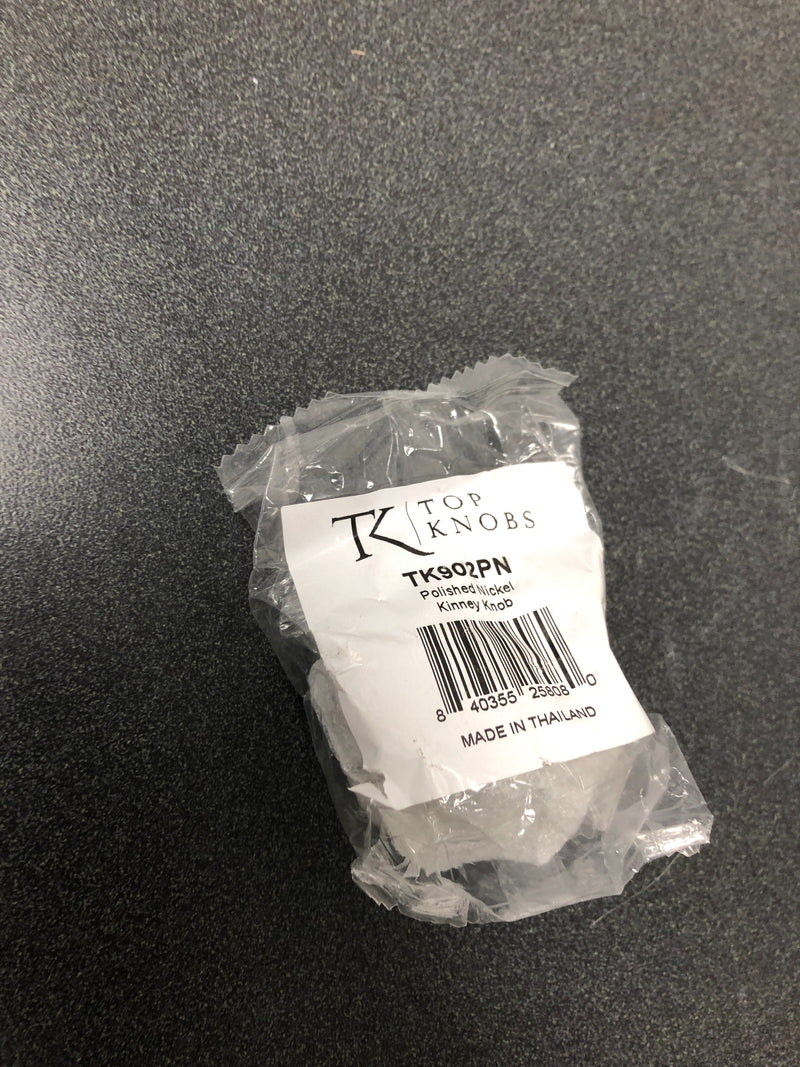 TK TOP
KNOBS
TK902PN
Polished Nickel
Kinney Knob
8 40355 25808 0
MADE IN THAILAND